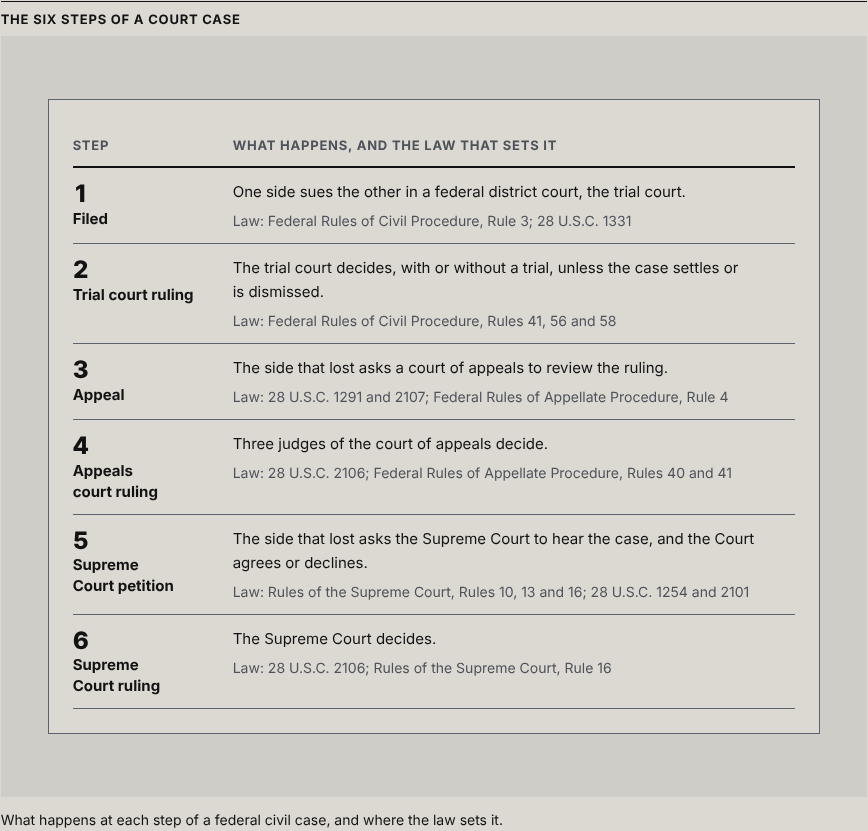 THE SIX STEPS OF A COURT CASE
STEP
WHAT HAPPENS, AND THE LAW THAT SETS IT
1
Filed
One side sues the other in a federal district court, the trial court.
Law: Federal Rules of Civil Procedure, Rule 3; 28 U.S.C. 1331
2
Trial court ruling
The trial court decides, with or without a trial, unless the case settles or
is dismissed.
Law: Federal Rules of Civil Procedure, Rules 41, 56 and 58
3
Appeal
The side that lost asks a court of appeals to review the ruling.
Law: 28 U.S.C. 1291 and 2107; Federal Rules of Appellate Procedure, Rule 4
4
Appeals
court ruling
Three judges of the court of appeals decide.
Law: 28 U.S.C. 2106; Federal Rules of Appellate Procedure, Rules 40 and 41
5
Supreme
Court petition
The side that lost asks the Supreme Court to hear the case, and the Court
agrees or declines.
Law: Rules of the Supreme Court, Rules 10, 13 and 16; 28 U.S.C. 1254 and 2101
6
Supreme
Court ruling
The Supreme Court decides.
Law: 28 U.S.C. 2106; Rules of the Supreme Court, Rule 16
What happens at each step of a federal civil case, and where the law sets it.